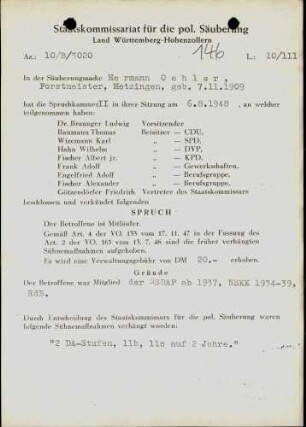 Staatskommissariat für die pol. Säuberung
Land Württemberg-Hohenzollern
Az.: 10/B/5020
146
L.: 10/111
In der Säuberungssache Hermann Oehler,
Forstmeister, Metzingen, geb. 7.11.1909
hat die Spruchkammer II in ihrer Sitzung am 6.8.1948, an welcher
teilgenommen haben:
Dr. Braunger Ludwig Vorsitzender
Baumann Thomas Beisitzer — CDU,
Wizemann Karl „ — SPD,
Hahn Wilhelm „ — DVP,
Fischer Albert jr. „ — KPD,
Frank Adolf „ — Gewerkschaften.
Engelfried Adolf „ — Berufsgruppe,
Fischer Alexander „ — Berufsgruppe,
Götzendörfer Friedrich Vertreter des Staatskommissars
beschlossen und verkündet folgenden
SPRUCH
Der Betroffene ist Mitläufer.
Gemäß Art. 4 der VO. 133 vom 17. 11. 47 in der Fassung des
Art. 2 der VO. 165 vom 13. 7. 48 sind die früher verhängten
Sühnemaßnahmen aufgehoben.
Es wird eine Verwaltungsgebühr von DM 20.- erhoben.
Gründe
Der Betroffene war Mitglied der NSDAP ab 1937, NSKK 1934-39,
RdB.
Durch Entscheidung des Staatskommissars für die pol. Säuberung waren
folgende Sühnemaßnahmen verhängt worden:
"2 DA-Stufen, 11b, 11c auf 2 Jahre."